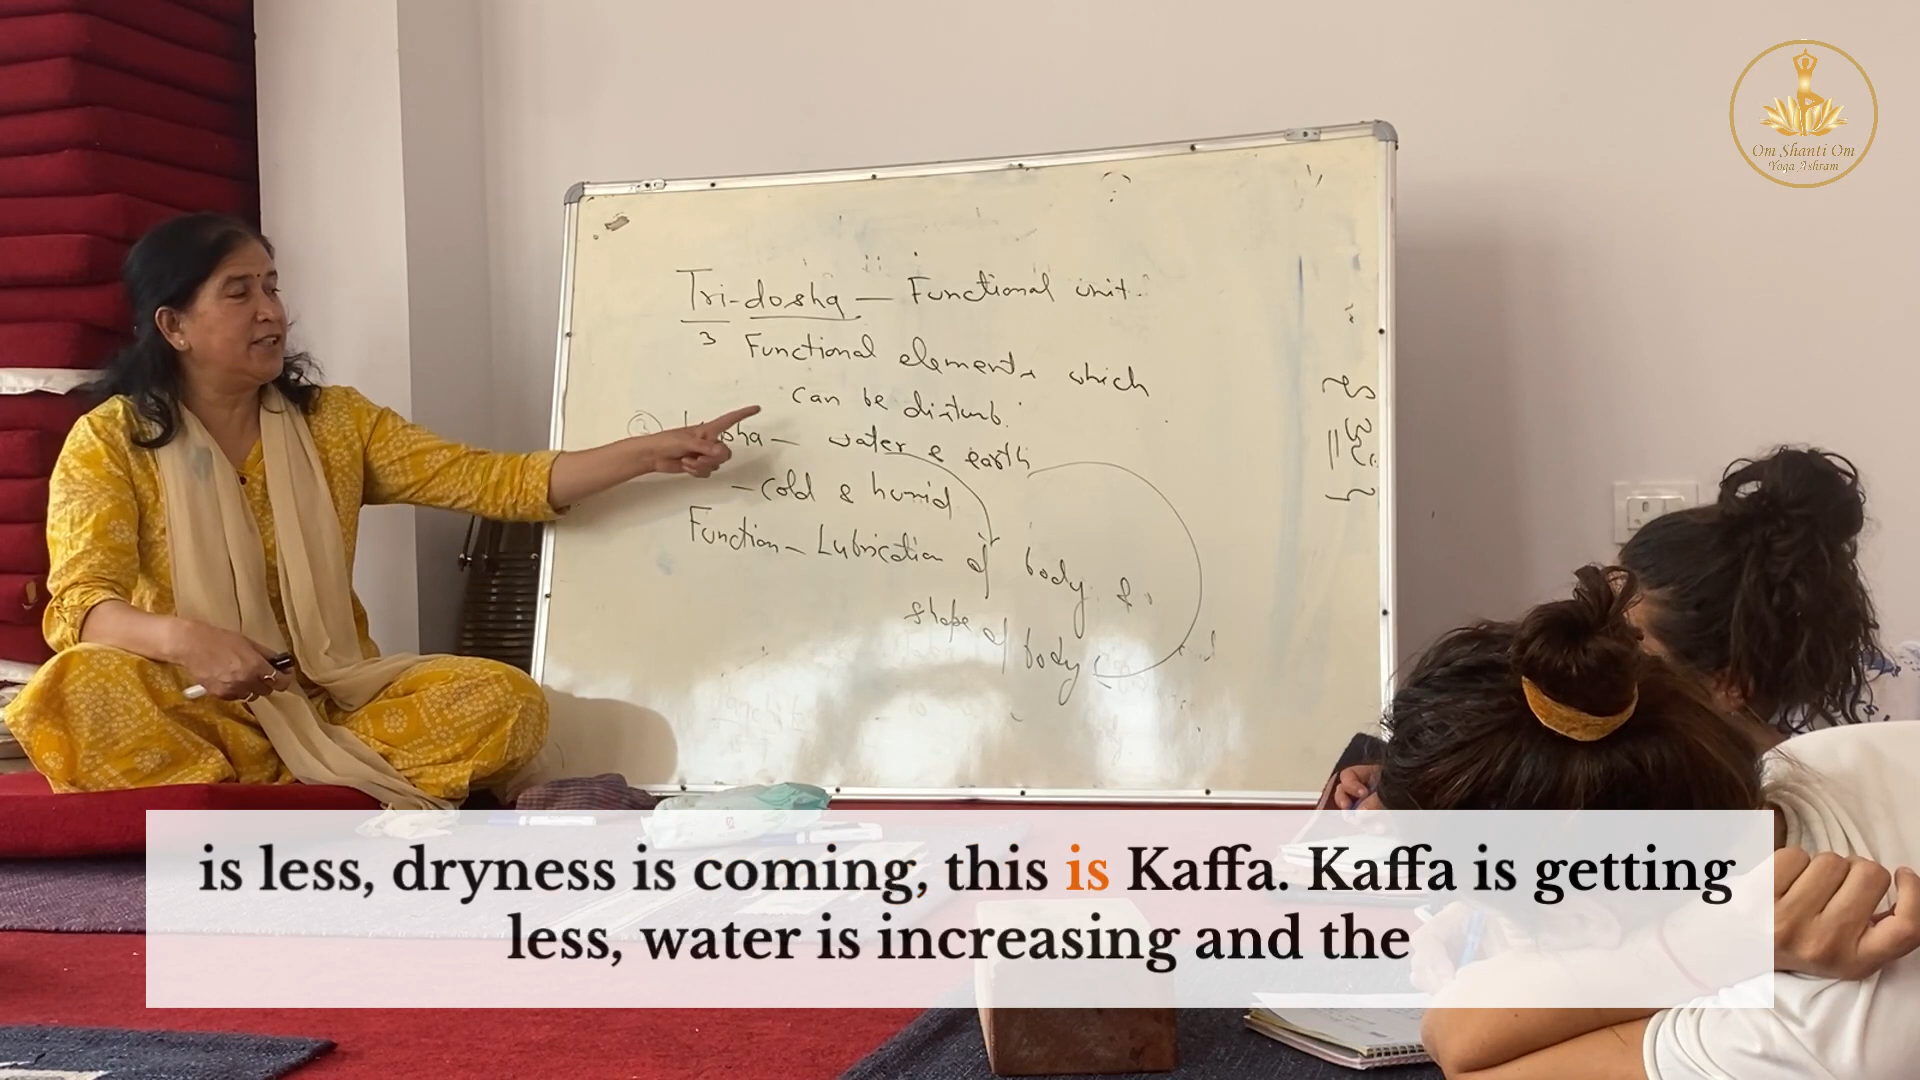 Om Shanti Om
Yoga Ashram
Tri-dosha — Functional unit
3 Functional elements which
can be disturb.
sha — water & earth
— cold & humid
Function — Lubrication of body &
shape of body
is less, dryness is coming, this is Kaffa. Kaffa is getting
less, water is increasing and the